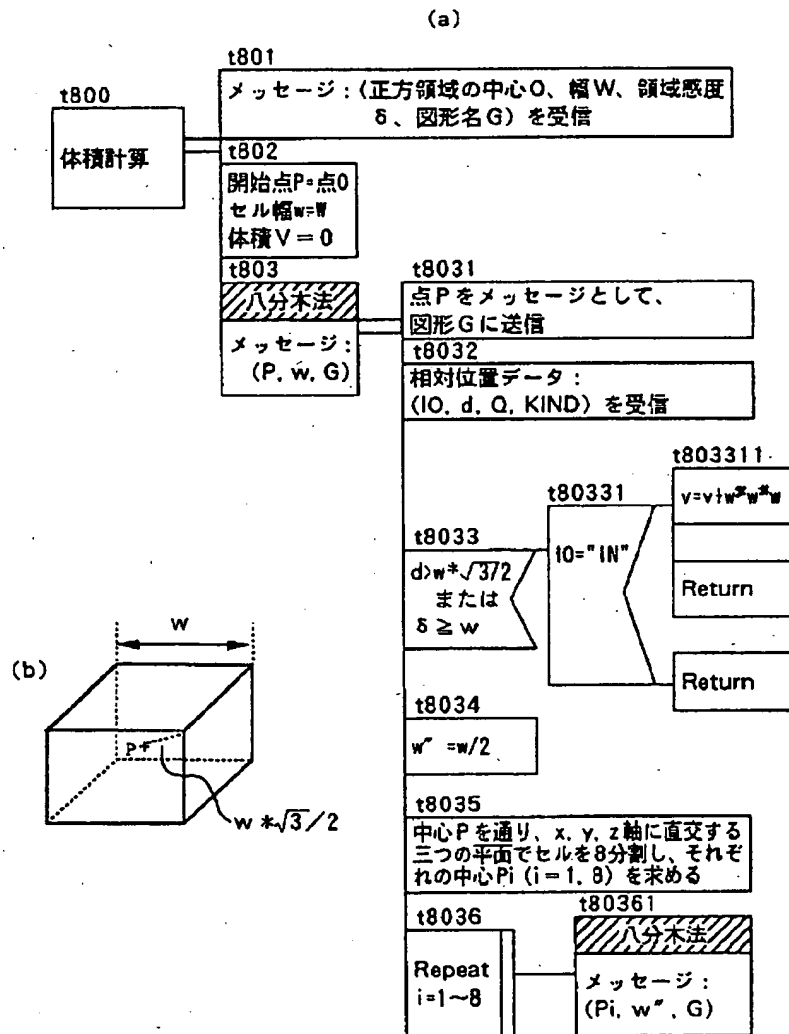 (a)
t801
メッセージ：(正方領域の中心O、幅W、領域感度
δ、図形名G) を受信
t800
体積計算
t802
開始点P=点O
セル幅w=W
体積V=0
t803
八分木法
メッセージ：
(P, w, G)
t8031
点Pをメッセージとして、
図形Gに送信
t8032
相対位置データ：
(IO, d, Q, KIND) を受信
t8033
d>w*√3/2
または
δ≧w
t80331
IO="IN"
t803311
v=v+w*w*w
Return
Return
t8034
w″=w/2
t8035
中心Pを通り、x, y, z軸に直交する
三つの平面でセルを8分割し、それぞ
れの中心Pi (i=1, 8) を求める
t8036
Repeat
i=1~8
t80361
八分木法
メッセージ：
(Pi, w″, G)
(b)
W
P+
w*√3/2